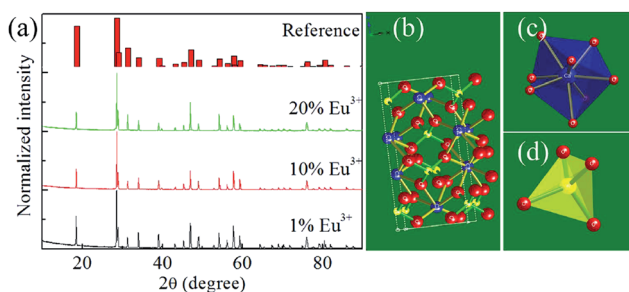 (a)
Normalized intensity
Reference
20% Eu³⁺
10% Eu³⁺
1% Eu³⁺
20 40 60 80
2θ (degree)
(b)
(c)
(d)